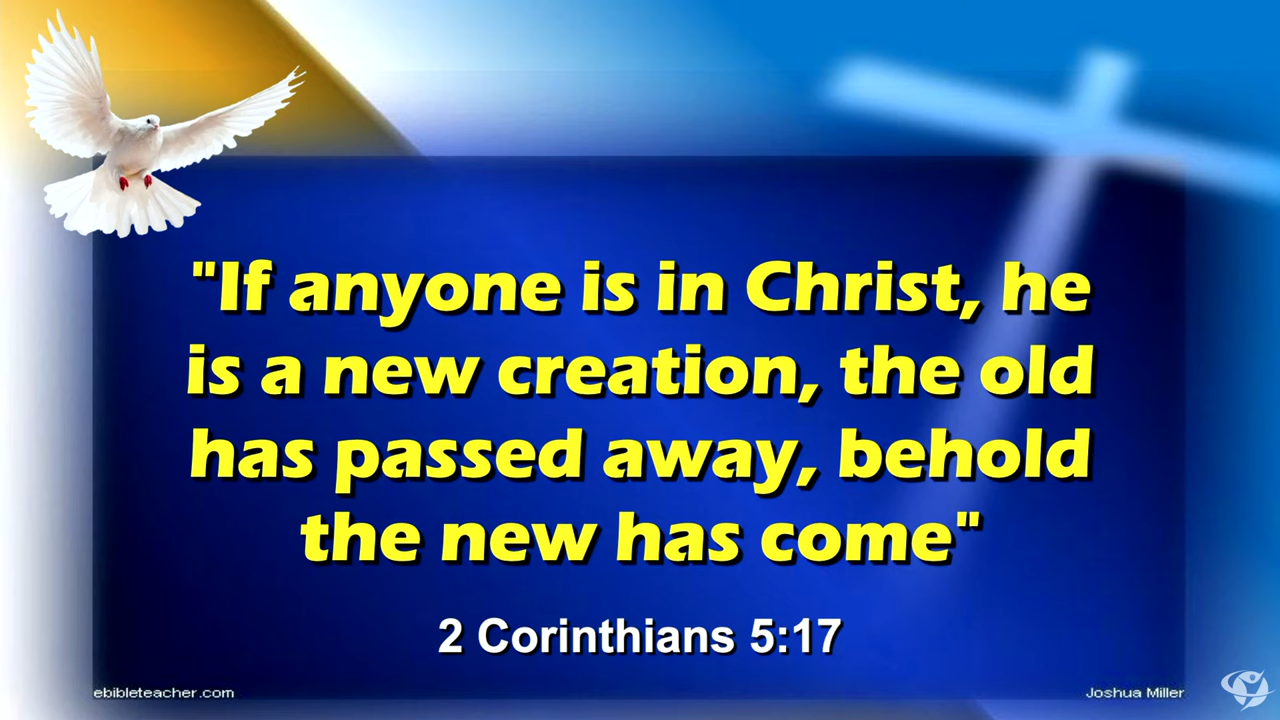 "If anyone is in Christ, he
is a new creation, the old
has passed away, behold
the new has come"
2 Corinthians 5:17
ebibleteacher.com
Joshua Miller